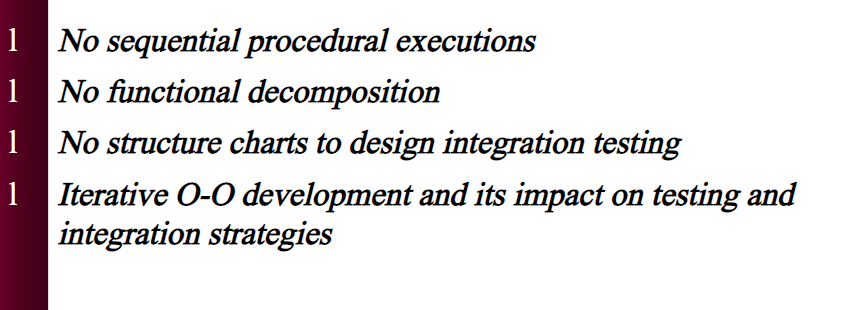 l No sequential procedural executions
l No functional decomposition
l No structure charts to design integration testing
l Iterative O-O development and its impact on testing and
integration strategies